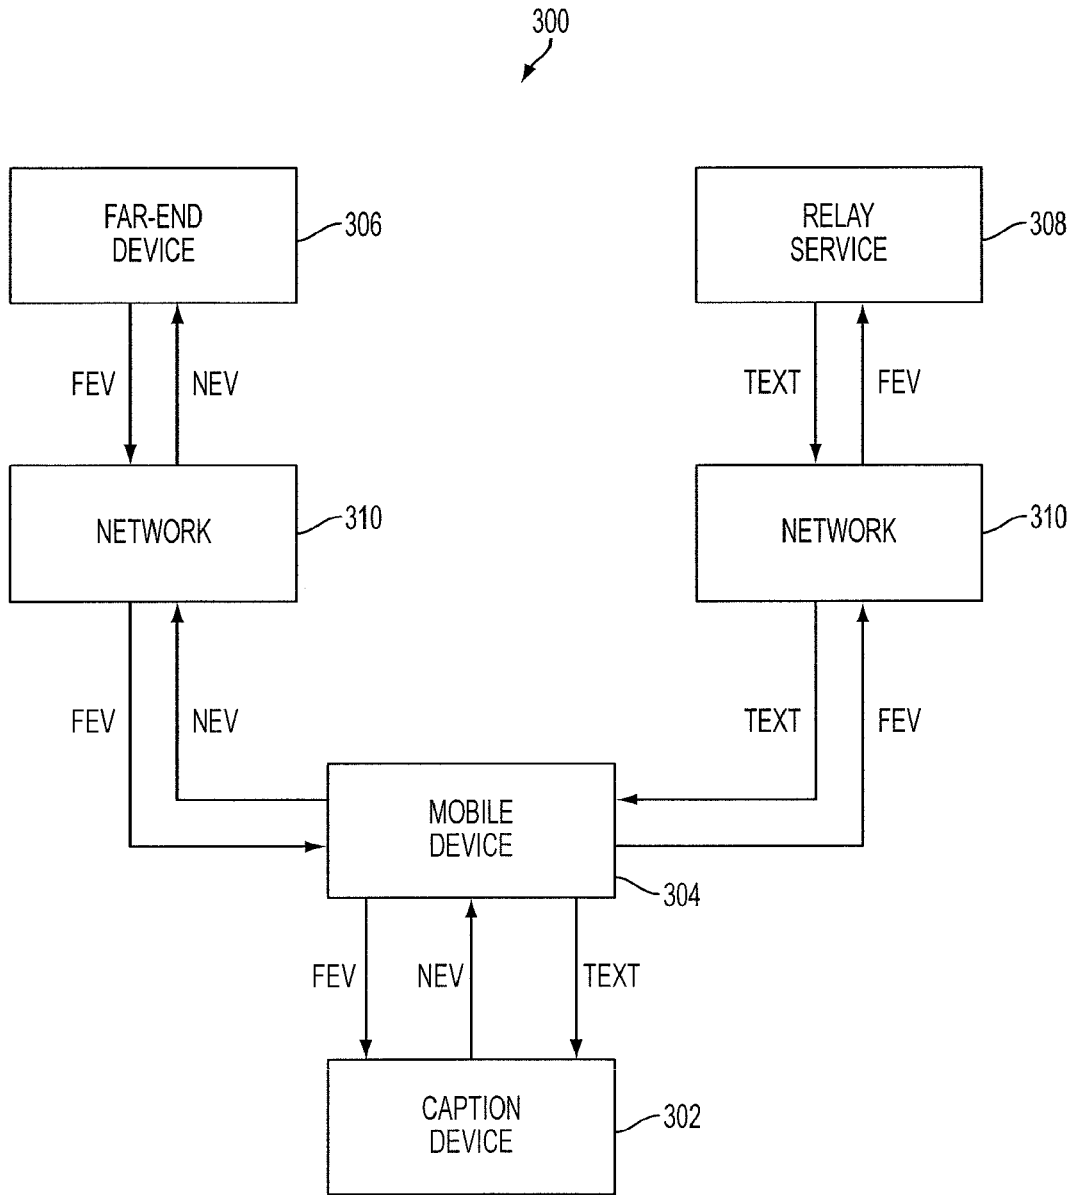 300
FAR-END
DEVICE
306
RELAY
SERVICE
308
FEV
NEV
TEXT
FEV
NETWORK
310
NETWORK
310
FEV
NEV
TEXT
FEV
MOBILE
DEVICE
304
FEV
NEV
TEXT
CAPTION
DEVICE
302